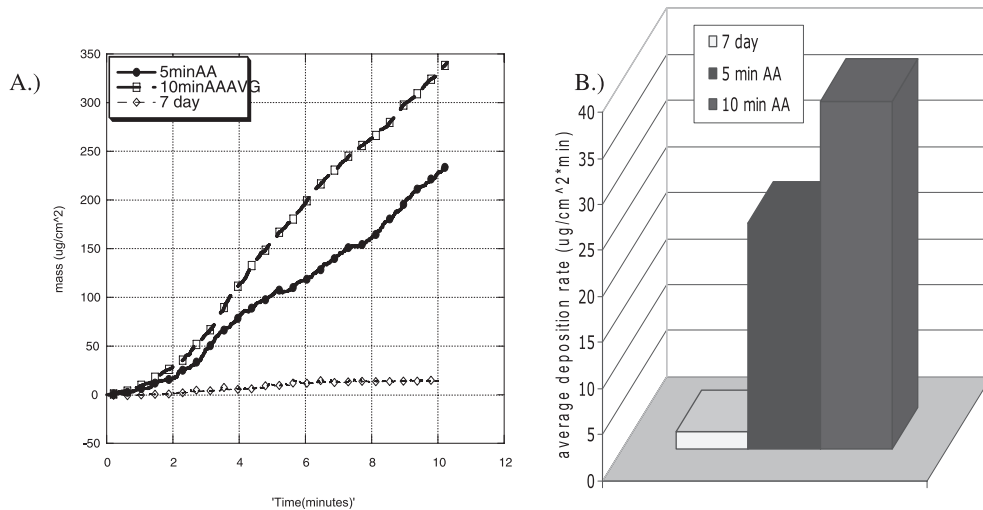 A.)
350
300
250
200
150
100
50
0
-50
mass (ug/cm^2)
5minAA
10minAAAVG
7 day
0 2 4 6 8 10 12
'Time(minutes)'
B.)
7 day
5 min AA
10 min AA
average deposition rate (ug/cm^2*min)
40
35
30
25
20
15
10
5
0